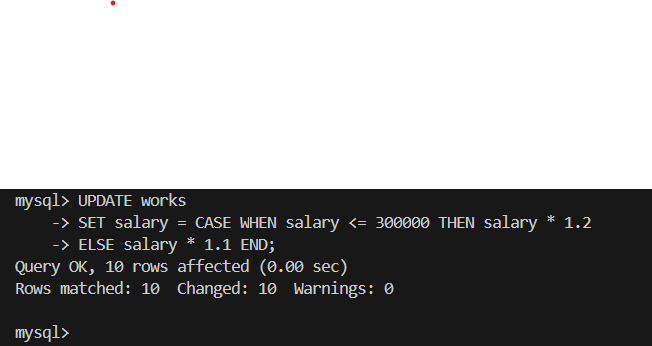 mysql> UPDATE works
    -> SET salary = CASE WHEN salary <= 300000 THEN salary * 1.2
    -> ELSE salary * 1.1 END;
Query OK, 10 rows affected (0.00 sec)
Rows matched: 10  Changed: 10  Warnings: 0
mysql>